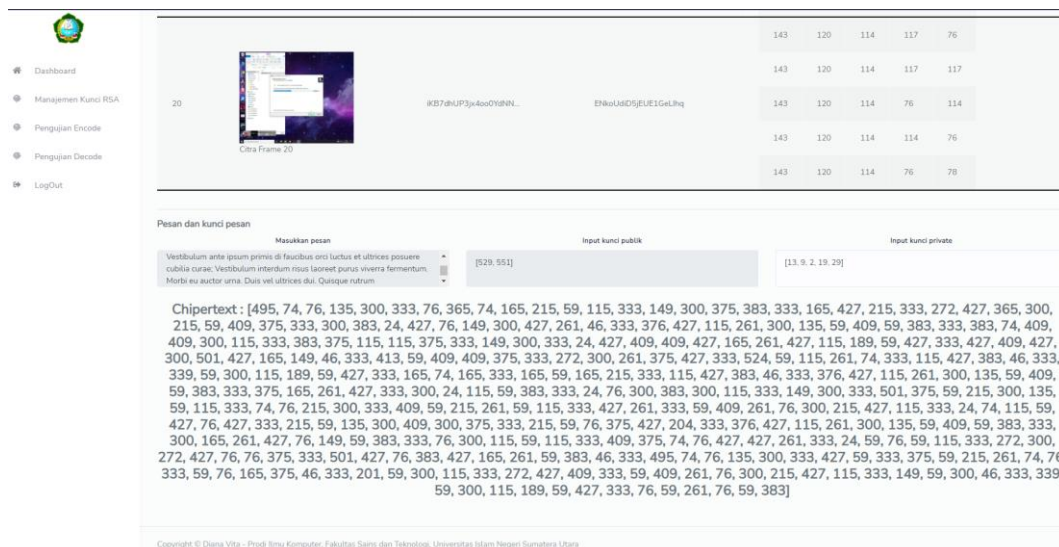 Dashboard
Manajemen Kunci RSA
Pengujian Encode
Pengujian Decode
LogOut
143 120 114 117 76
143 120 114 117 117
20 ENkoUdiD5jEUE1GeUhq 143 120 114 76 114
143 120 114 114 76
143 120 114 76 78
Citra Frame 20
Pesan dan kunci pesan
Masukkan pesan Input kunci publik Input kunci private
Vestibulum ante ipsum primis di faucibus orci luctus et ultrices posuere
cubilia curae; Vestibulum interdum risus laoreet purus viverra fermentum.
Morbi eu auctor urna. Duis vel ultrices dui. Quisque rutrum
[529, 551]
[13, 9, 2, 19, 29]
Chipertext : [495, 74, 76, 135, 300, 333, 76, 365, 74, 165, 215, 59, 115, 333, 149, 300, 375, 383, 333, 165, 427, 215, 333, 272, 427, 365, 300,
215, 59, 409, 375, 333, 300, 383, 24, 427, 76, 149, 300, 427, 261, 46, 333, 376, 427, 115, 261, 300, 135, 59, 409, 59, 383, 333, 383, 74, 409,
409, 300, 115, 333, 383, 375, 115, 115, 375, 333, 149, 300, 333, 24, 427, 409, 409, 427, 165, 261, 427, 115, 189, 59, 427, 333, 427, 409, 427,
300, 501, 427, 165, 149, 46, 333, 413, 59, 409, 409, 375, 333, 272, 300, 261, 375, 427, 333, 524, 59, 115, 261, 74, 333, 115, 427, 383, 46, 333,
339, 59, 300, 115, 189, 59, 427, 333, 165, 74, 165, 333, 165, 59, 165, 215, 333, 115, 427, 383, 46, 333, 376, 427, 115, 261, 300, 135, 59, 409,
59, 383, 333, 375, 165, 261, 427, 333, 300, 24, 115, 59, 383, 333, 24, 76, 300, 383, 300, 115, 333, 149, 300, 333, 501, 375, 59, 215, 300, 135,
59, 115, 333, 74, 76, 215, 300, 333, 409, 59, 215, 261, 59, 115, 333, 427, 261, 333, 59, 409, 261, 76, 300, 215, 427, 115, 333, 24, 74, 115, 59,
427, 76, 427, 333, 215, 59, 135, 300, 409, 300, 375, 333, 215, 59, 76, 375, 427, 204, 333, 376, 427, 115, 261, 300, 135, 59, 409, 59, 383, 333,
300, 165, 261, 427, 76, 149, 59, 383, 333, 76, 300, 115, 59, 115, 333, 409, 375, 74, 76, 427, 427, 261, 333, 24, 59, 76, 59, 115, 333, 272, 300,
272, 427, 76, 76, 375, 333, 501, 427, 76, 383, 427, 165, 261, 59, 383, 46, 333, 495, 74, 76, 135, 300, 333, 427, 59, 333, 375, 59, 215, 261, 74, 76
333, 59, 76, 165, 375, 46, 333, 201, 59, 300, 115, 333, 272, 427, 409, 333, 59, 409, 261, 76, 300, 215, 427, 115, 333, 149, 59, 300, 46, 333, 339
59, 300, 115, 189, 59, 427, 333, 76, 59, 261, 76, 59, 383]
Copyright © Diana Vita - Prodi Ilmu Komputer, Fakultas Sains dan Teknologi, Universitas Islam Negeri Sumatera Utara